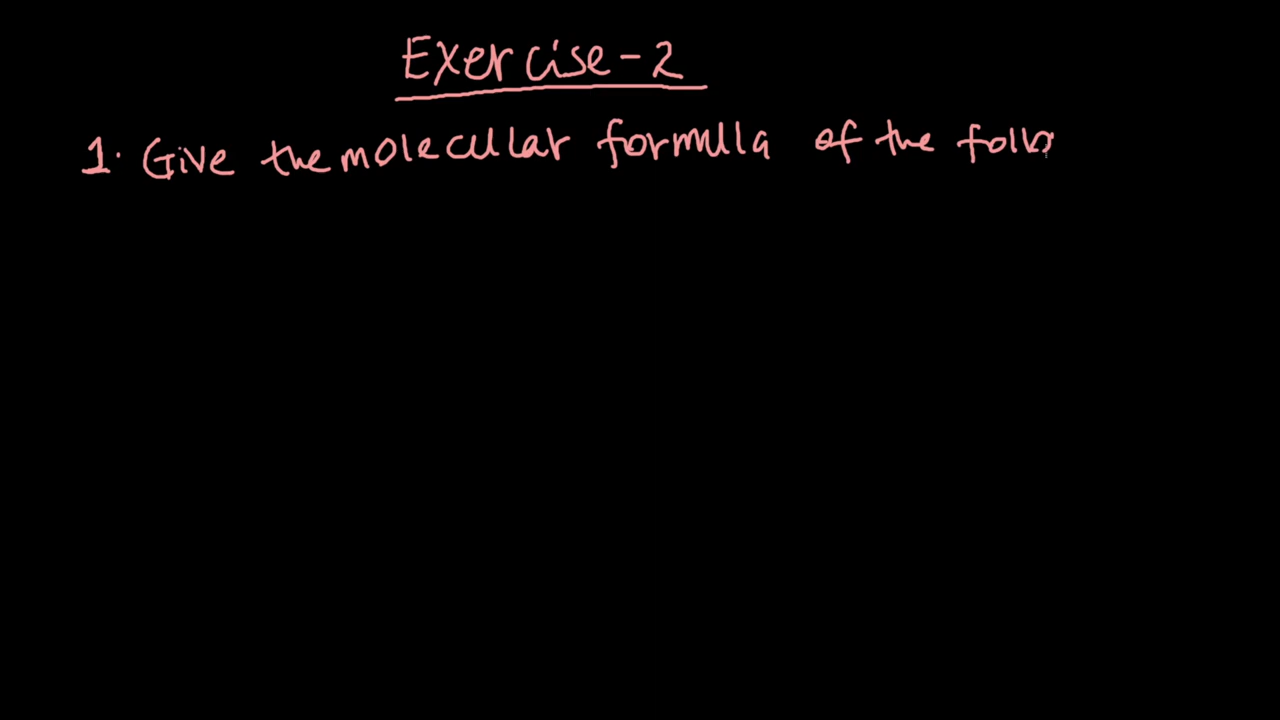 Exercise-2
1. Give the molecular formula of the follo